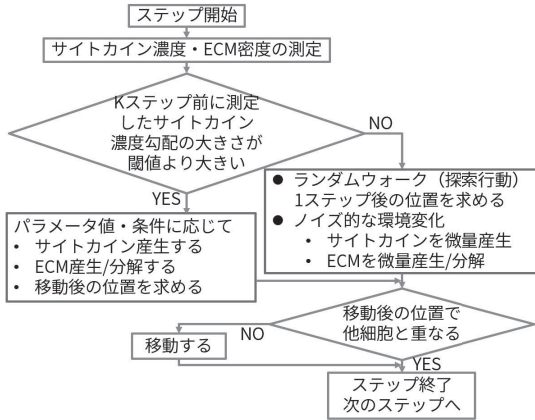 ステップ開始
サイトカイン濃度・ECM密度の測定
Kステップ前に測定
したサイトカイン
濃度勾配の大きさが
閾値より大きい
NO
YES
● ランダムウォーク（探索行動）
1ステップ後の位置を求める
● ノイズ的な環境変化
• サイトカインを微量産生
• ECMを微量産生/分解
パラメータ値・条件に応じて
• サイトカイン産生する
• ECM産生/分解する
• 移動後の位置を求める
移動後の位置で
他細胞と重なる
NO
移動する
YES
ステップ終了
次のステップへ